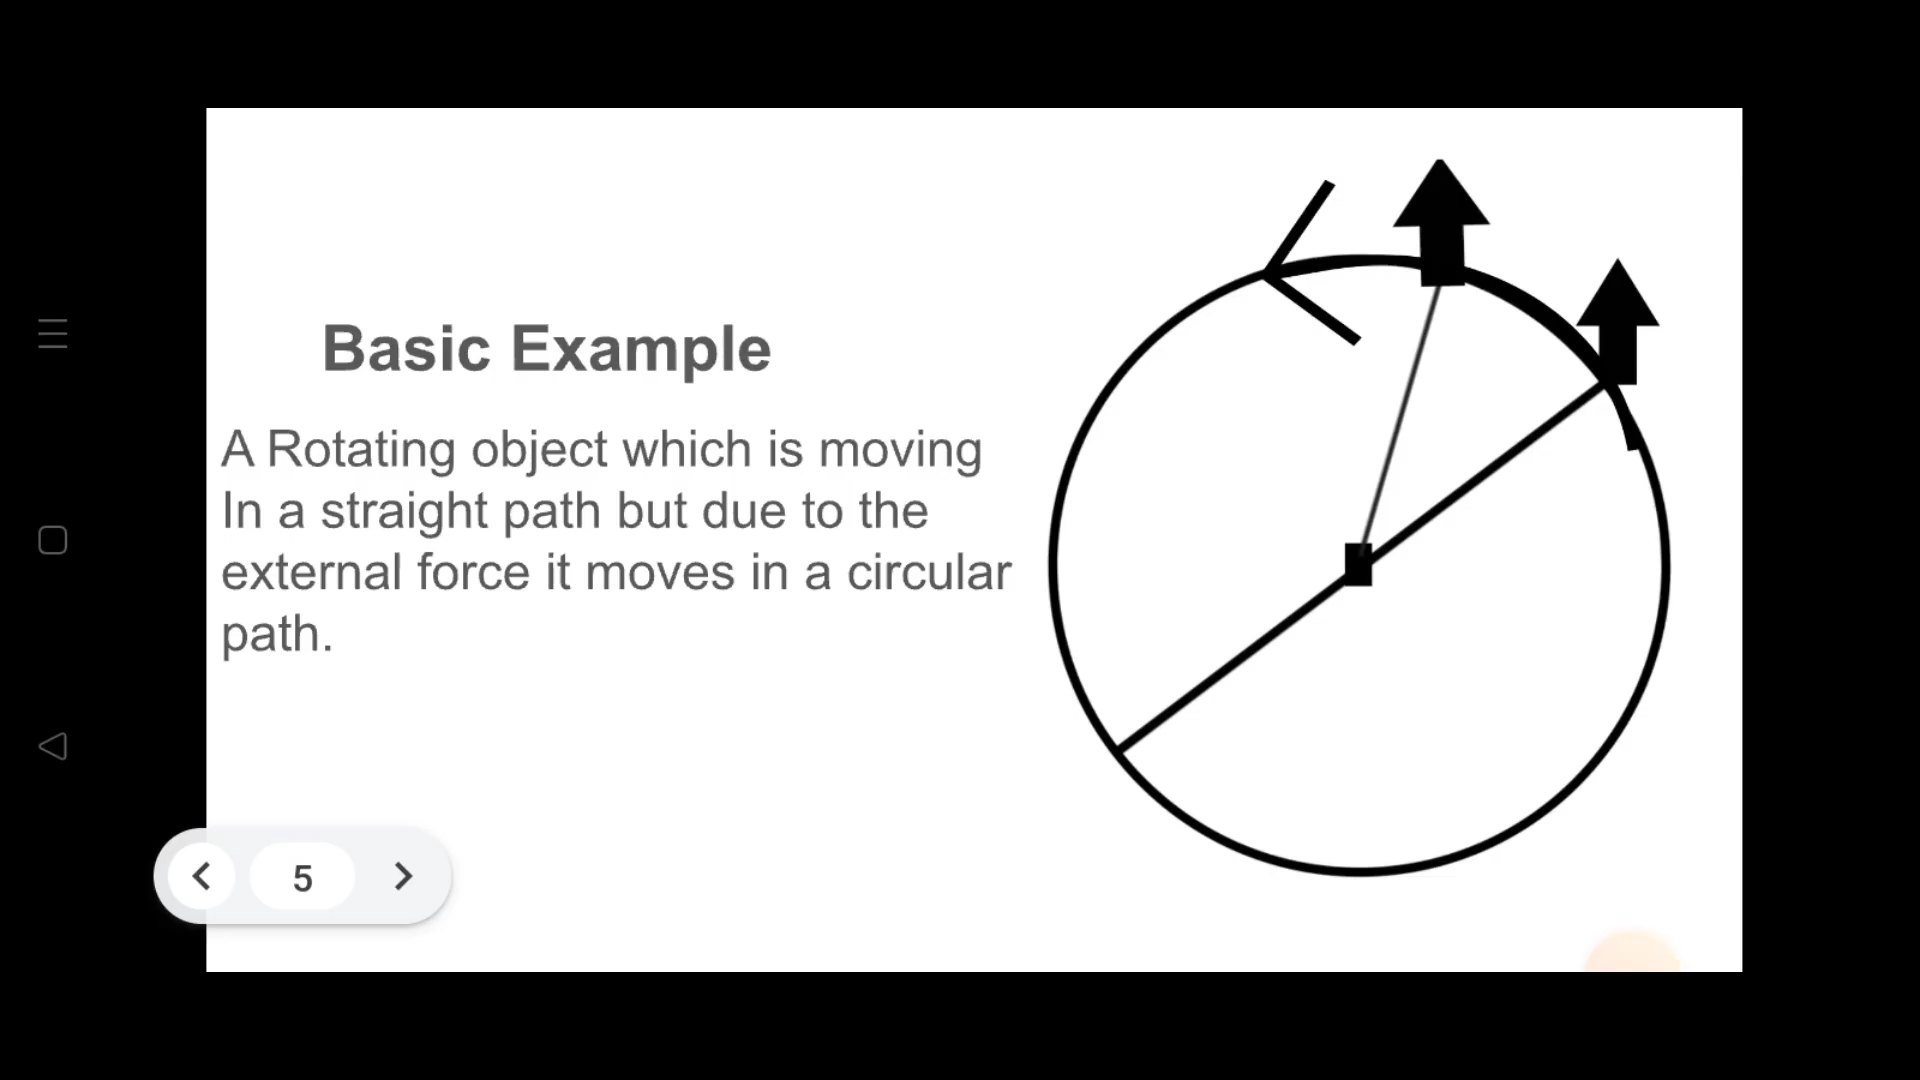 Basic Example
A Rotating object which is moving
In a straight path but due to the
external force it moves in a circular
path.
5